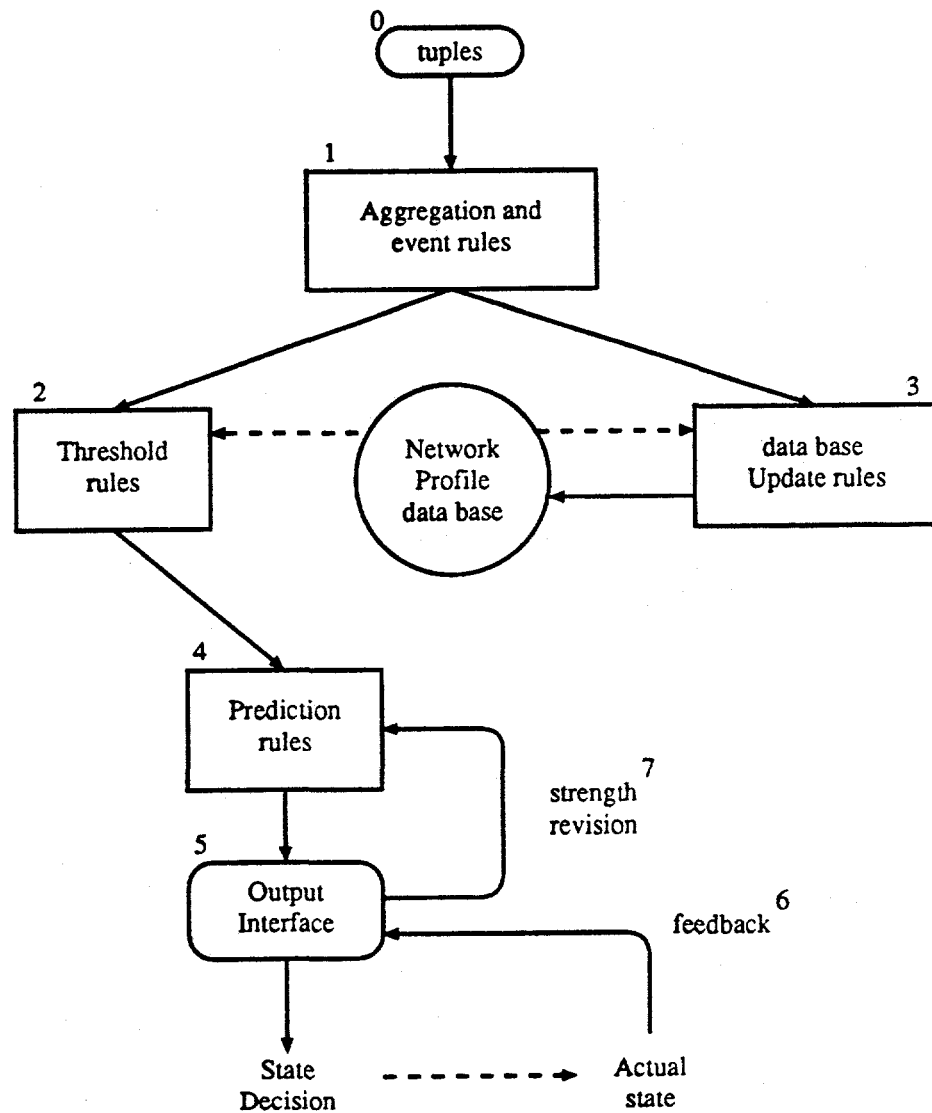 0
tuples
1
Aggregation and
event rules
2
Threshold
rules
Network
Profile
data base
3
data base
Update rules
4
Prediction
rules
7
strength
revision
5
Output
Interface
6
feedback
State
Decision
Actual
state